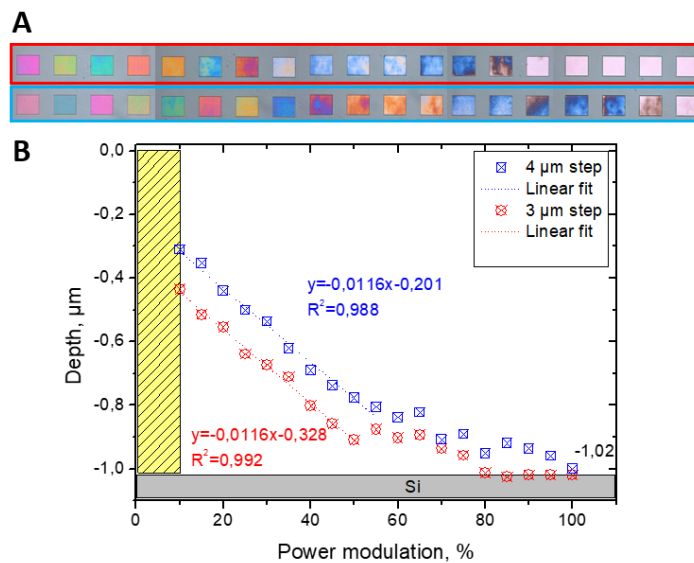 A
B
4 µm step
Linear fit
3 µm step
Linear fit
y=-0,0116x-0,201
R²=0,988
y=-0,0116x-0,328
R²=0,992
-1,02
Si
0,0
-0,2
-0,4
-0,6
-0,8
-1,0
Depth, µm
0 20 40 60 80 100
Power modulation, %